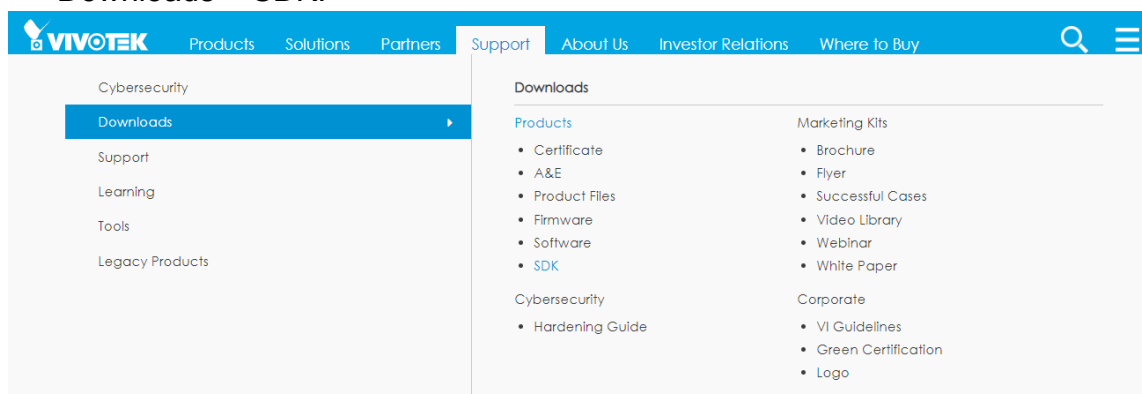 VIVOTEK Products Solutions Partners Support About Us Investor Relations Where to Buy
Cybersecurity
Downloads
Support
Learning
Tools
Legacy Products
Downloads
Products
• Certificate
• A&E
• Product Files
• Firmware
• Software
• SDK
Cybersecurity
• Hardening Guide
Marketing Kits
• Brochure
• Flyer
• Successful Cases
• Video Library
• Webinar
• White Paper
Corporate
• VI Guidelines
• Green Certification
• Logo